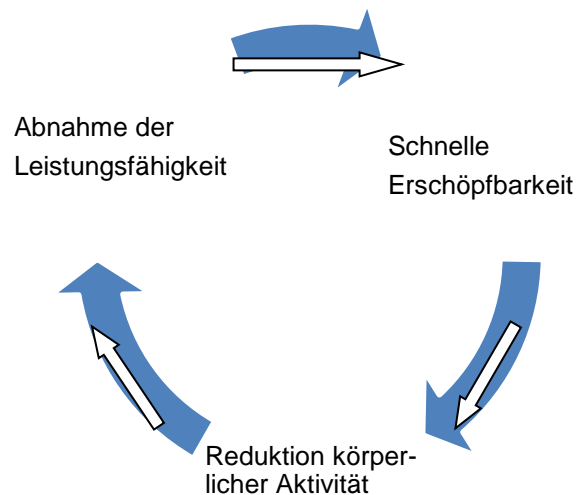 Abnahme der
Leistungsfähigkeit
Schnelle
Erschöpfbarkeit
Reduktion körper-
licher Aktivität